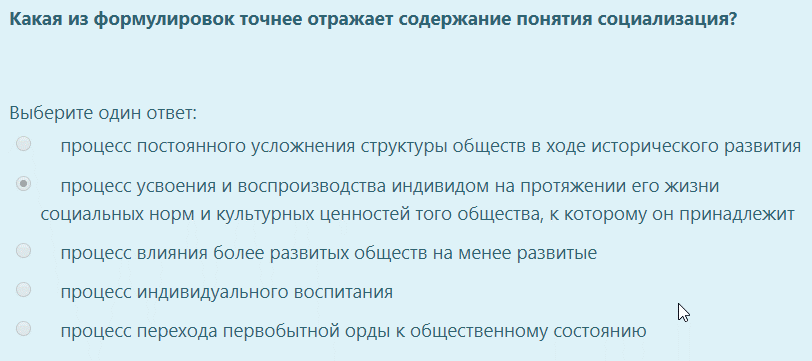 Какая из формулировок точнее отражает содержание понятия социализация?
Выберите один ответ:
процесс постоянного усложнения структуры обществ в ходе исторического развития
процесс усвоения и воспроизводства индивидом на протяжении его жизни
социальных норм и культурных ценностей того общества, к которому он принадлежит
процесс влияния более развитых обществ на менее развитые
процесс индивидуального воспитания
процесс перехода первобытной орды к общественному состоянию